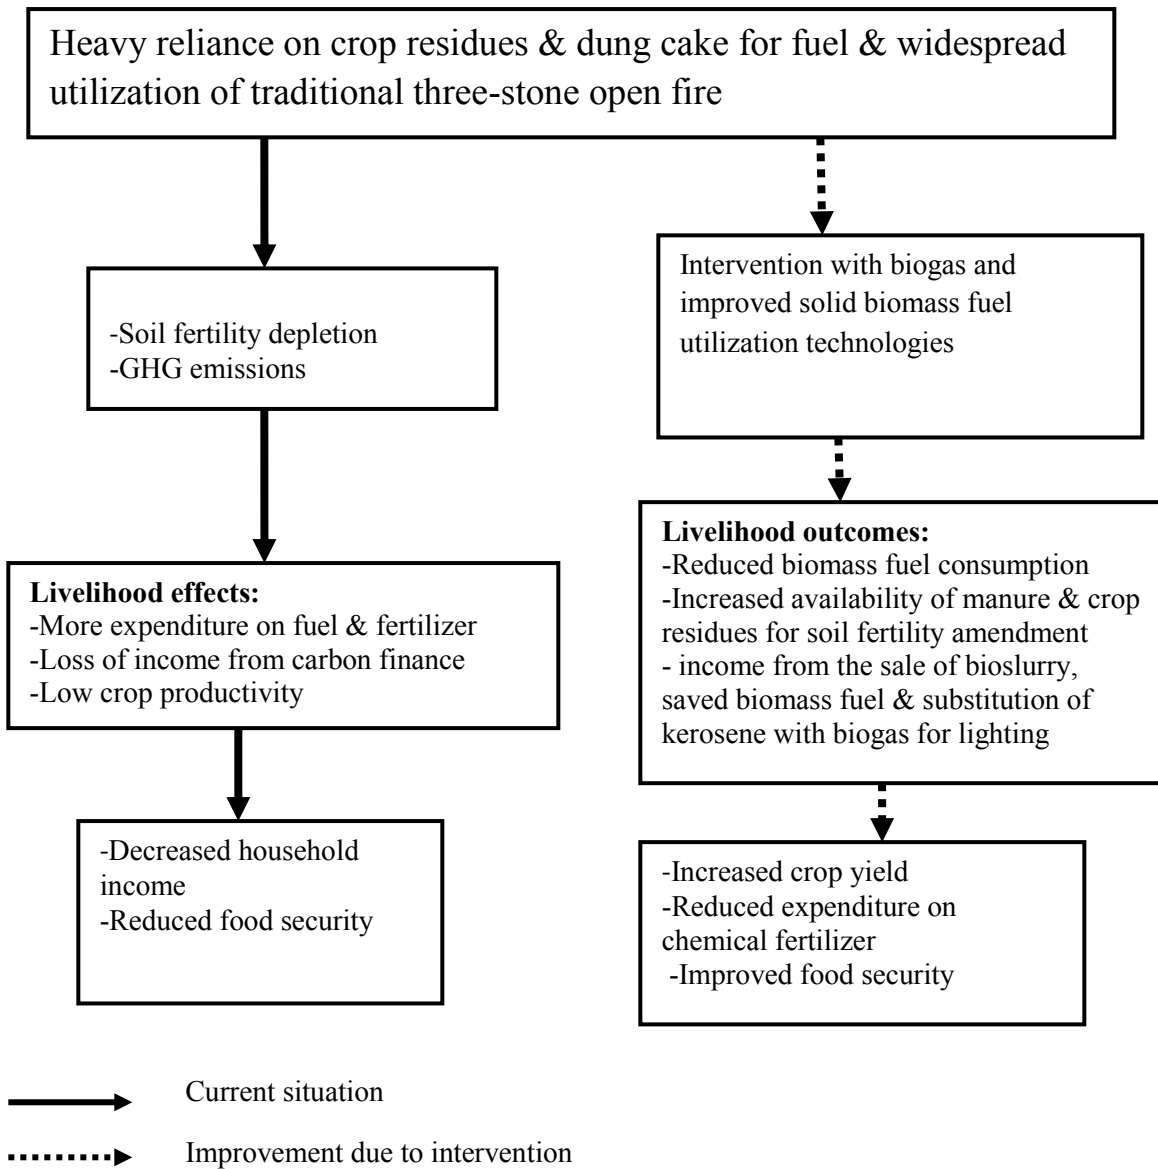 Heavy reliance on crop residues & dung cake for fuel & widespread
utilization of traditional three-stone open fire
-Soil fertility depletion
-GHG emissions
Livelihood effects:
-More expenditure on fuel & fertilizer
-Loss of income from carbon finance
-Low crop productivity
-Decreased household
income
-Reduced food security
Intervention with biogas and
improved solid biomass fuel
utilization technologies
Livelihood outcomes:
-Reduced biomass fuel consumption
-Increased availability of manure & crop
residues for soil fertility amendment
- income from the sale of bioslurry,
saved biomass fuel & substitution of
kerosene with biogas for lighting
-Increased crop yield
-Reduced expenditure on
chemical fertilizer
-Improved food security
Current situation
Improvement due to intervention